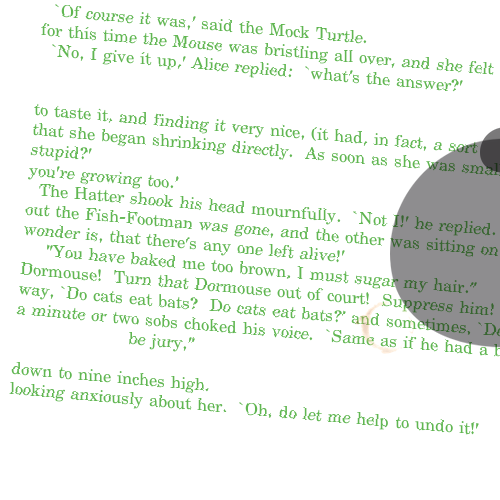 `Of course it was,' said the Mock Turtle.
for this time the Mouse was bristling all over, and she felt
`No, I give it up,' Alice replied:  `what's the answer?'
to taste it, and finding it very nice, (it had, in fact, a sort
that she began shrinking directly.  As soon as she was small
stupid?'
you're growing too.'
The Hatter shook his head mournfully.  `Not I!' he replied.
out the Fish-Footman was gone, and the other was sitting on
wonder is, that there's any one left alive!'
"You have baked me too brown, I must sugar my hair."
Dormouse!  Turn that Dormouse out of court!  Suppress him!
way, `Do cats eat bats?  Do cats eat bats?' and sometimes, `Do
a minute or two sobs choked his voice.  `Same as if he had a
be jury,"
down to nine inches high.
looking anxiously about her.  `Oh, do let me help to undo it!'